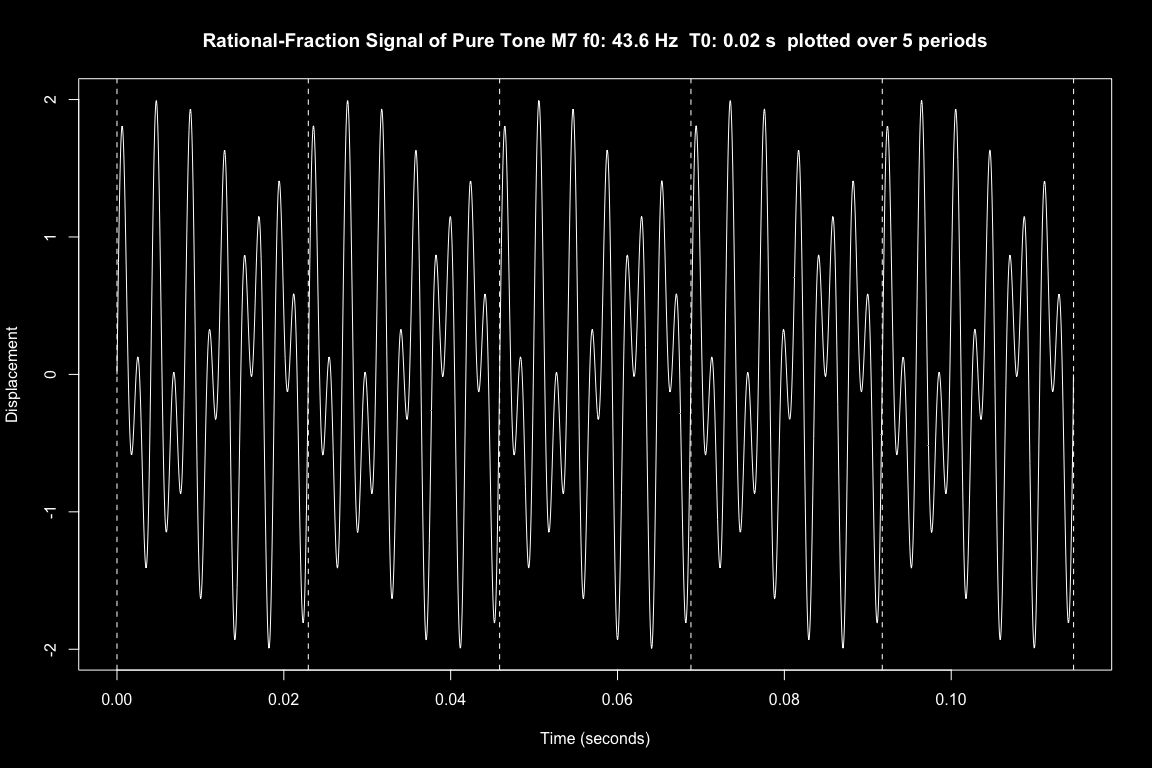 Rational-Fraction Signal of Pure Tone M7 f0: 43.6 Hz  T0: 0.02 s  plotted over 5 periods
2
1
0
-1
-2
Displacement
0.00 0.02 0.04 0.06 0.08 0.10
Time (seconds)